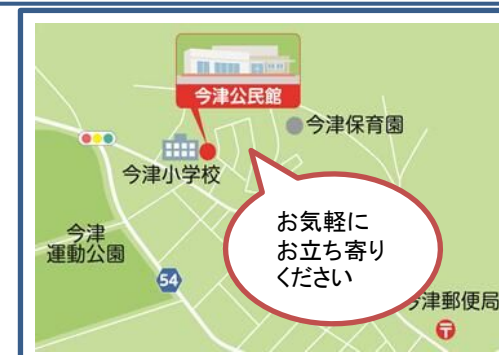 今津公民館
今津保育園
今津小学校
お気軽に
お立ち寄り
ください
今津
運動公園
54
今津郵便局
〒